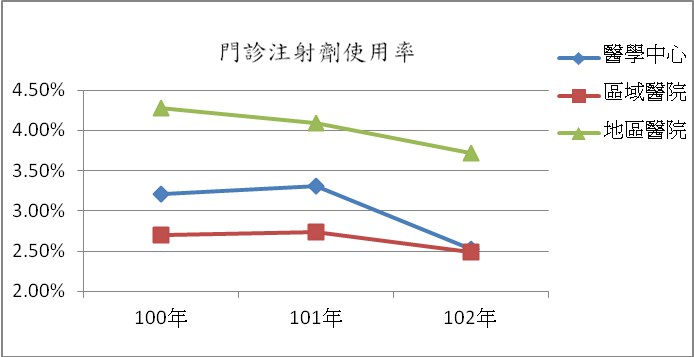 門診注射劑使用率
醫學中心
區域醫院
地區醫院
4.50%
4.00%
3.50%
3.00%
2.50%
2.00%
100年
101年
102年